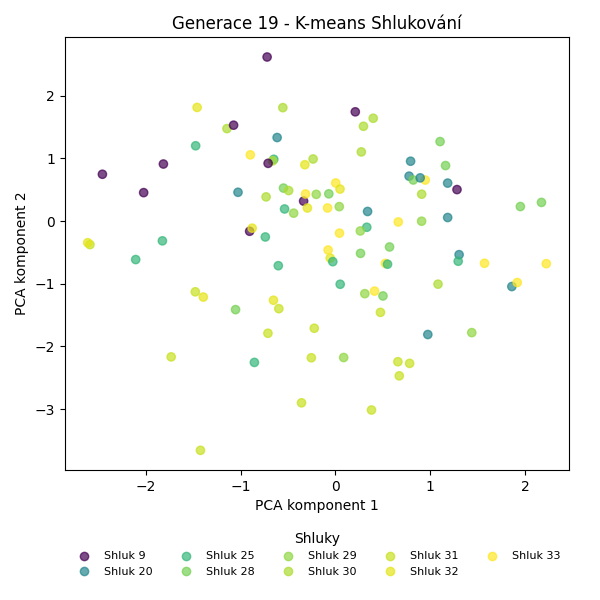 Generace 19 - K-means Shlukování
2
1
0
−1
−2
−3
PCA komponent 2
−2 −1 0 1 2
PCA komponent 1
Shluky
Shluk 9 Shluk 25 Shluk 29 Shluk 31 Shluk 33
Shluk 20 Shluk 28 Shluk 30 Shluk 32